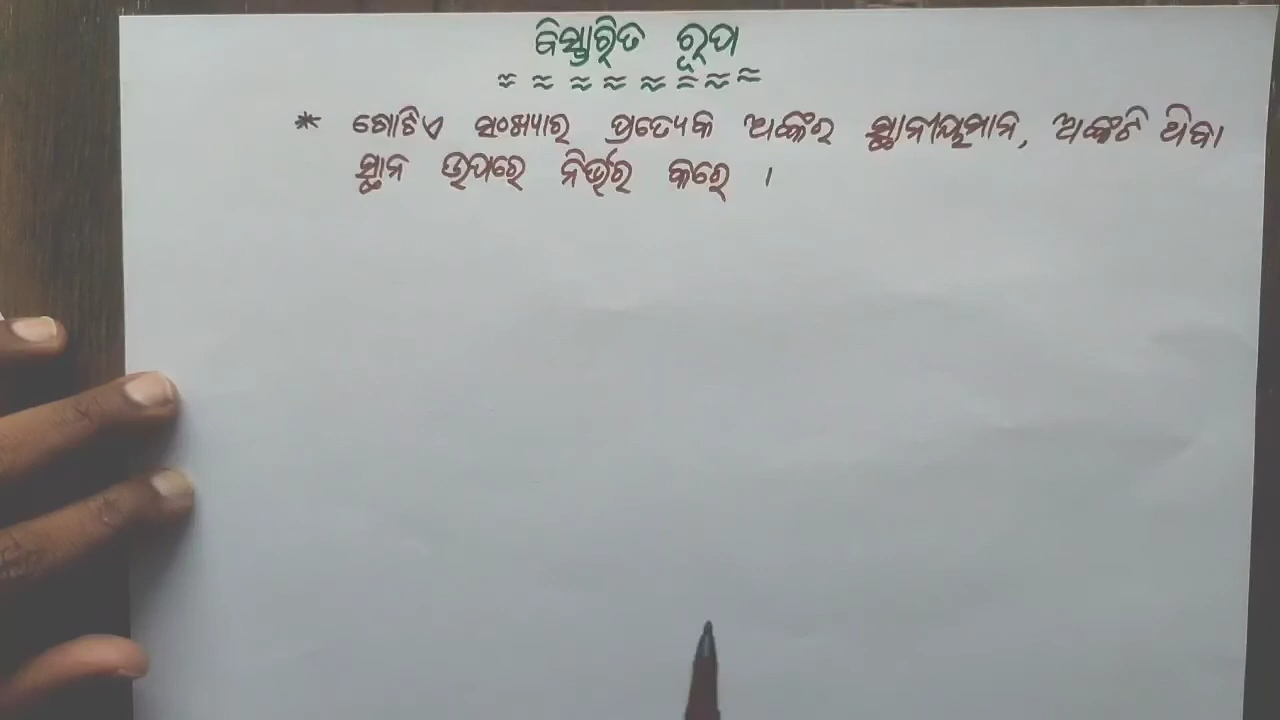 ବିସ୍ତାରିତ ରୂପ
* ଗୋଟିଏ ସଂଖ୍ୟାର ପ୍ରତ୍ୟେକ ଅଙ୍କର ସ୍ଥାନୀୟମାନ, ଅଙ୍କଟି ଥିବା
ସ୍ଥାନ ଉପରେ ନିର୍ଭର କରେ ।